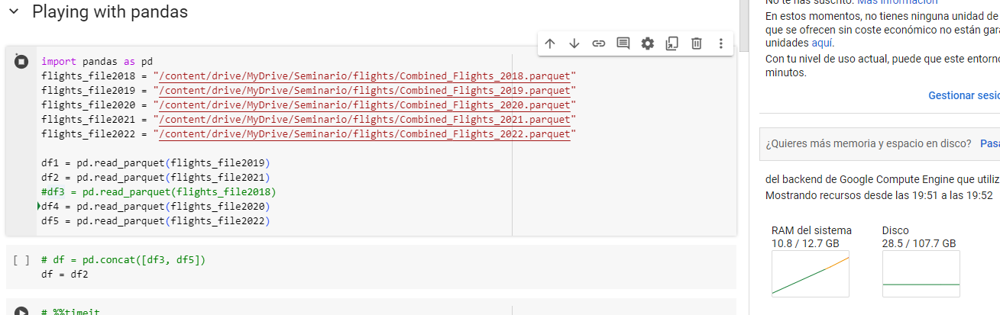 Playing with pandas
import pandas as pd
flights_file2018 = "/content/drive/MyDrive/Seminario/flights/Combined_Flights_2018.parquet"
flights_file2019 = "/content/drive/MyDrive/Seminario/flights/Combined_Flights_2019.parquet"
flights_file2020 = "/content/drive/MyDrive/Seminario/flights/Combined_Flights_2020.parquet"
flights_file2021 = "/content/drive/MyDrive/Seminario/flights/Combined_Flights_2021.parquet"
flights_file2022 = "/content/drive/MyDrive/Seminario/flights/Combined_Flights_2022.parquet"
df1 = pd.read_parquet(flights_file2019)
df2 = pd.read_parquet(flights_file2021)
#df3 = pd.read_parquet(flights_file2018)
df4 = pd.read_parquet(flights_file2020)
df5 = pd.read_parquet(flights_file2022)
[ ] # df = pd.concat([df3, df5])
df = df2
# %%timeit
No te has suscrito. Más información
En estos momentos, no tienes ninguna unidad de
que se ofrecen sin coste económico no están gara
unidades aquí.
Con tu nivel de uso actual, puede que este entorno
minutos.
Gestionar sesio
¿Quieres más memoria y espacio en disco? Pasa
del backend de Google Compute Engine que utiliz
Mostrando recursos desde las 19:51 a las 19:52
RAM del sistema
10.8 / 12.7 GB
Disco
28.5 / 107.7 GB